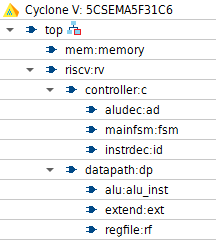 Cyclone V: 5CSEMA5F31C6
top
mem:memory
riscv:rv
controller:c
aludec:ad
mainfsm:fsm
instrdec:id
datapath:dp
alu:alu_inst
extend:ext
regfile:rf